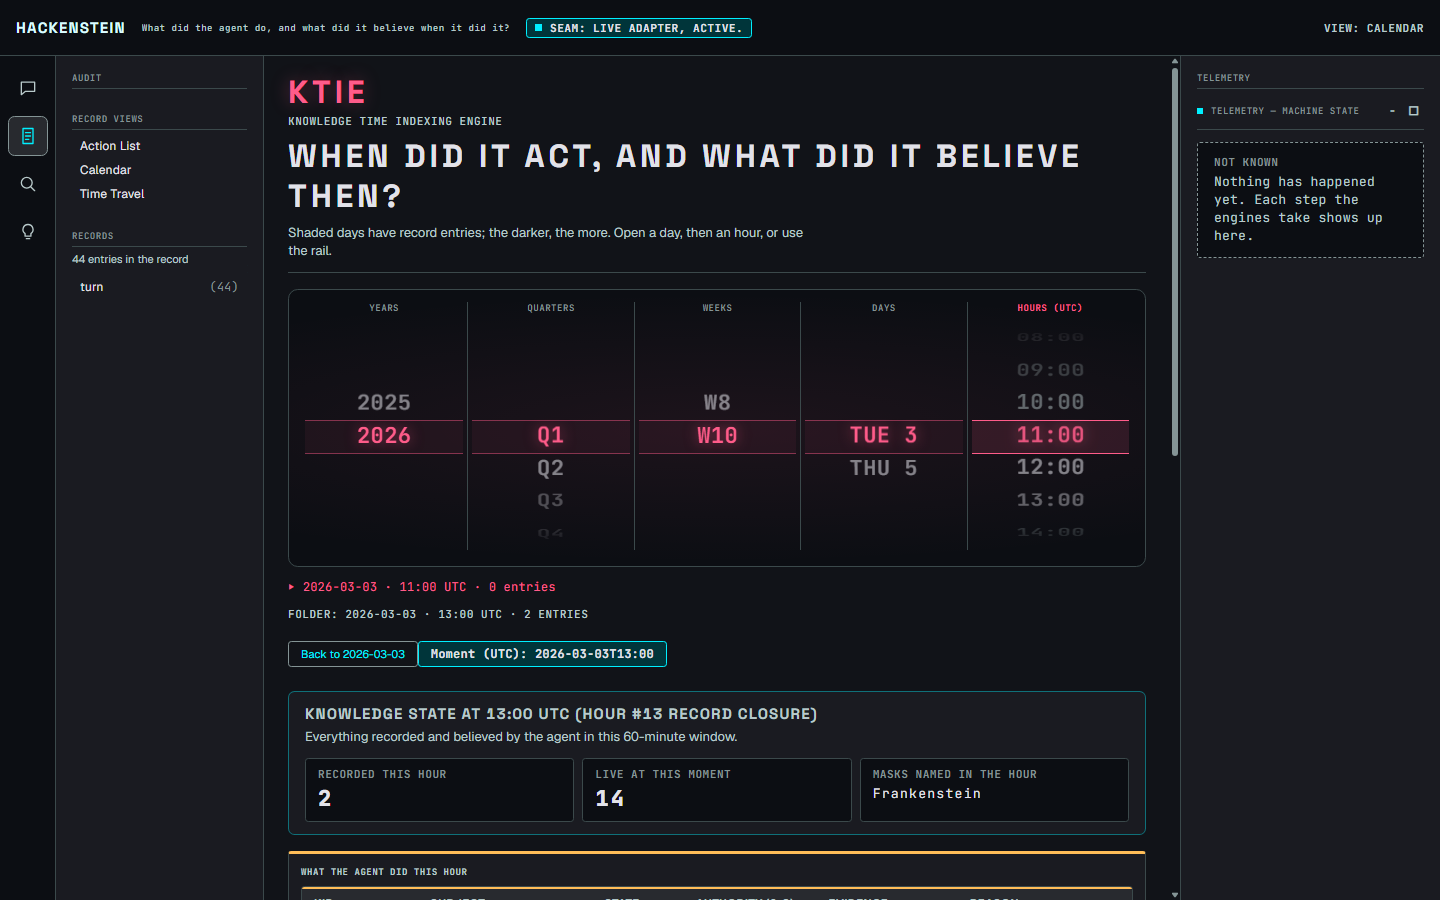 HACKENSTEIN
What did the agent do, and what did it believe when it did it?
SEAM: LIVE ADAPTER, ACTIVE.
VIEW: CALENDAR
AUDIT
RECORD VIEWS
Action List
Calendar
Time Travel
RECORDS
44 entries in the record
turn (44)
KTIE
KNOWLEDGE TIME INDEXING ENGINE
WHEN DID IT ACT, AND WHAT DID IT BELIEVE
THEN?
Shaded days have record entries; the darker, the more. Open a day, then an hour, or use
the rail.
YEARS QUARTERS WEEKS DAYS HOURS (UTC)
08:00
09:00
2025 W8 10:00
2026 Q1 W10 TUE 3 11:00
Q2 THU 5 12:00
Q3 13:00
Q4 14:00
▸ 2026-03-03 · 11:00 UTC · 0 entries
FOLDER: 2026-03-03 · 13:00 UTC · 2 ENTRIES
Back to 2026-03-03
Moment (UTC): 2026-03-03T13:00
KNOWLEDGE STATE AT 13:00 UTC (HOUR #13 RECORD CLOSURE)
Everything recorded and believed by the agent in this 60-minute window.
RECORDED THIS HOUR
2
LIVE AT THIS MOMENT
14
MASKS NAMED IN THE HOUR
Frankenstein
WHAT THE AGENT DID THIS HOUR
TELEMETRY
TELEMETRY — MACHINE STATE
NOT KNOWN
Nothing has happened
yet. Each step the
engines take shows up
here.